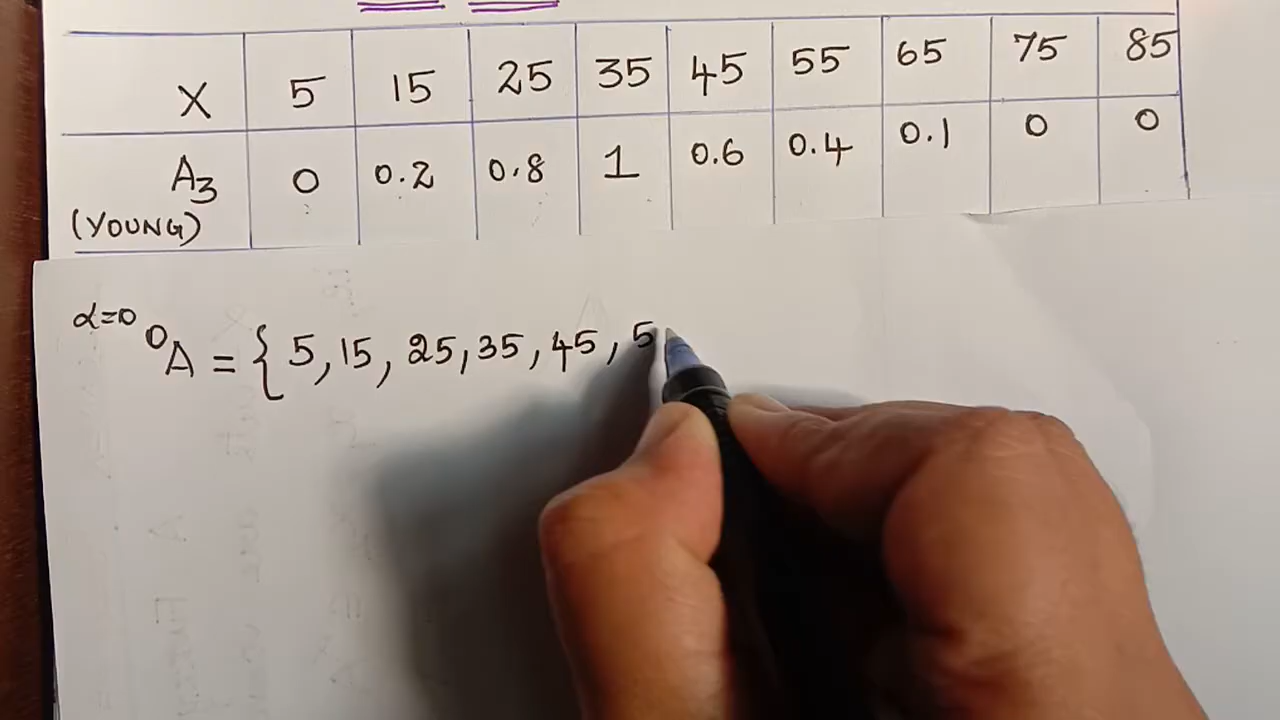 X 5 15 25 35 45 55 65 75 85
A₃ 0 0.2 0.8 1 0.6 0.4 0.1 0 0
(YOUNG)
α=0 ⁰A = { 5, 15, 25, 35, 45, 5